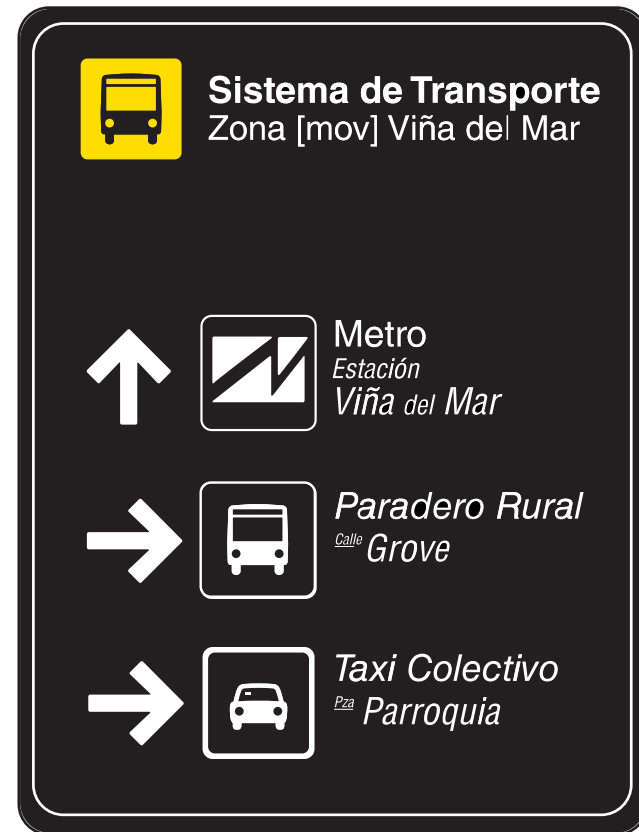 Sistema de Transporte
Zona [mov] Viña del Mar
Metro
Estación
Viña del Mar
Paradero Rural
Calle Grove
Taxi Colectivo
Pza Parroquia